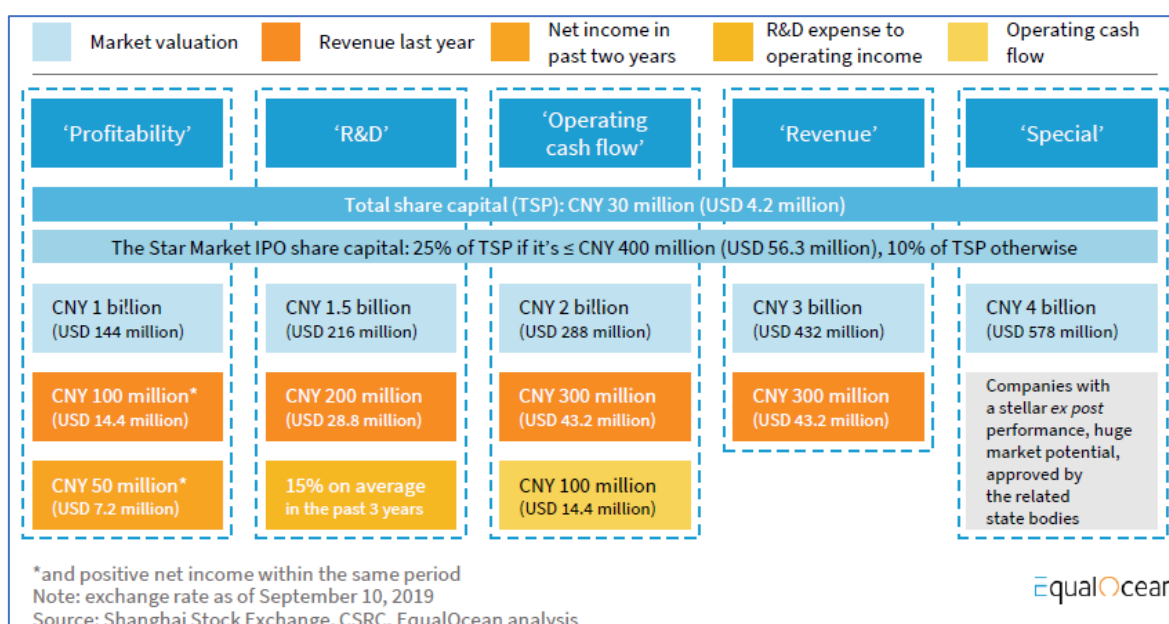 Market valuation
Revenue last year
Net income in
past two years
R&D expense to
operating income
Operating cash
flow
‘Profitability’
‘R&D’
‘Operating
cash flow’
‘Revenue’
‘Special’
Total share capital (TSP): CNY 30 million (USD 4.2 million)
The Star Market IPO share capital: 25% of TSP if it's ≤ CNY 400 million (USD 56.3 million), 10% of TSP otherwise
CNY 1 billion
(USD 144 million)
CNY 1.5 billion
(USD 216 million)
CNY 2 billion
(USD 288 million)
CNY 3 billion
(USD 432 million)
CNY 4 billion
(USD 578 million)
CNY 100 million*
(USD 14.4 million)
CNY 200 million
(USD 28.8 million)
CNY 300 million
(USD 43.2 million)
CNY 300 million
(USD 43.2 million)
Companies with
a stellar ex post
performance, huge
market potential,
approved by
the related
state bodies
CNY 50 million*
(USD 7.2 million)
15% on average
in the past 3 years
CNY 100 million
(USD 14.4 million)
*and positive net income within the same period
Note: exchange rate as of September 10, 2019
Source: Shanghai Stock Exchange, CSRC, EqualOcean analysis
EqualOcean